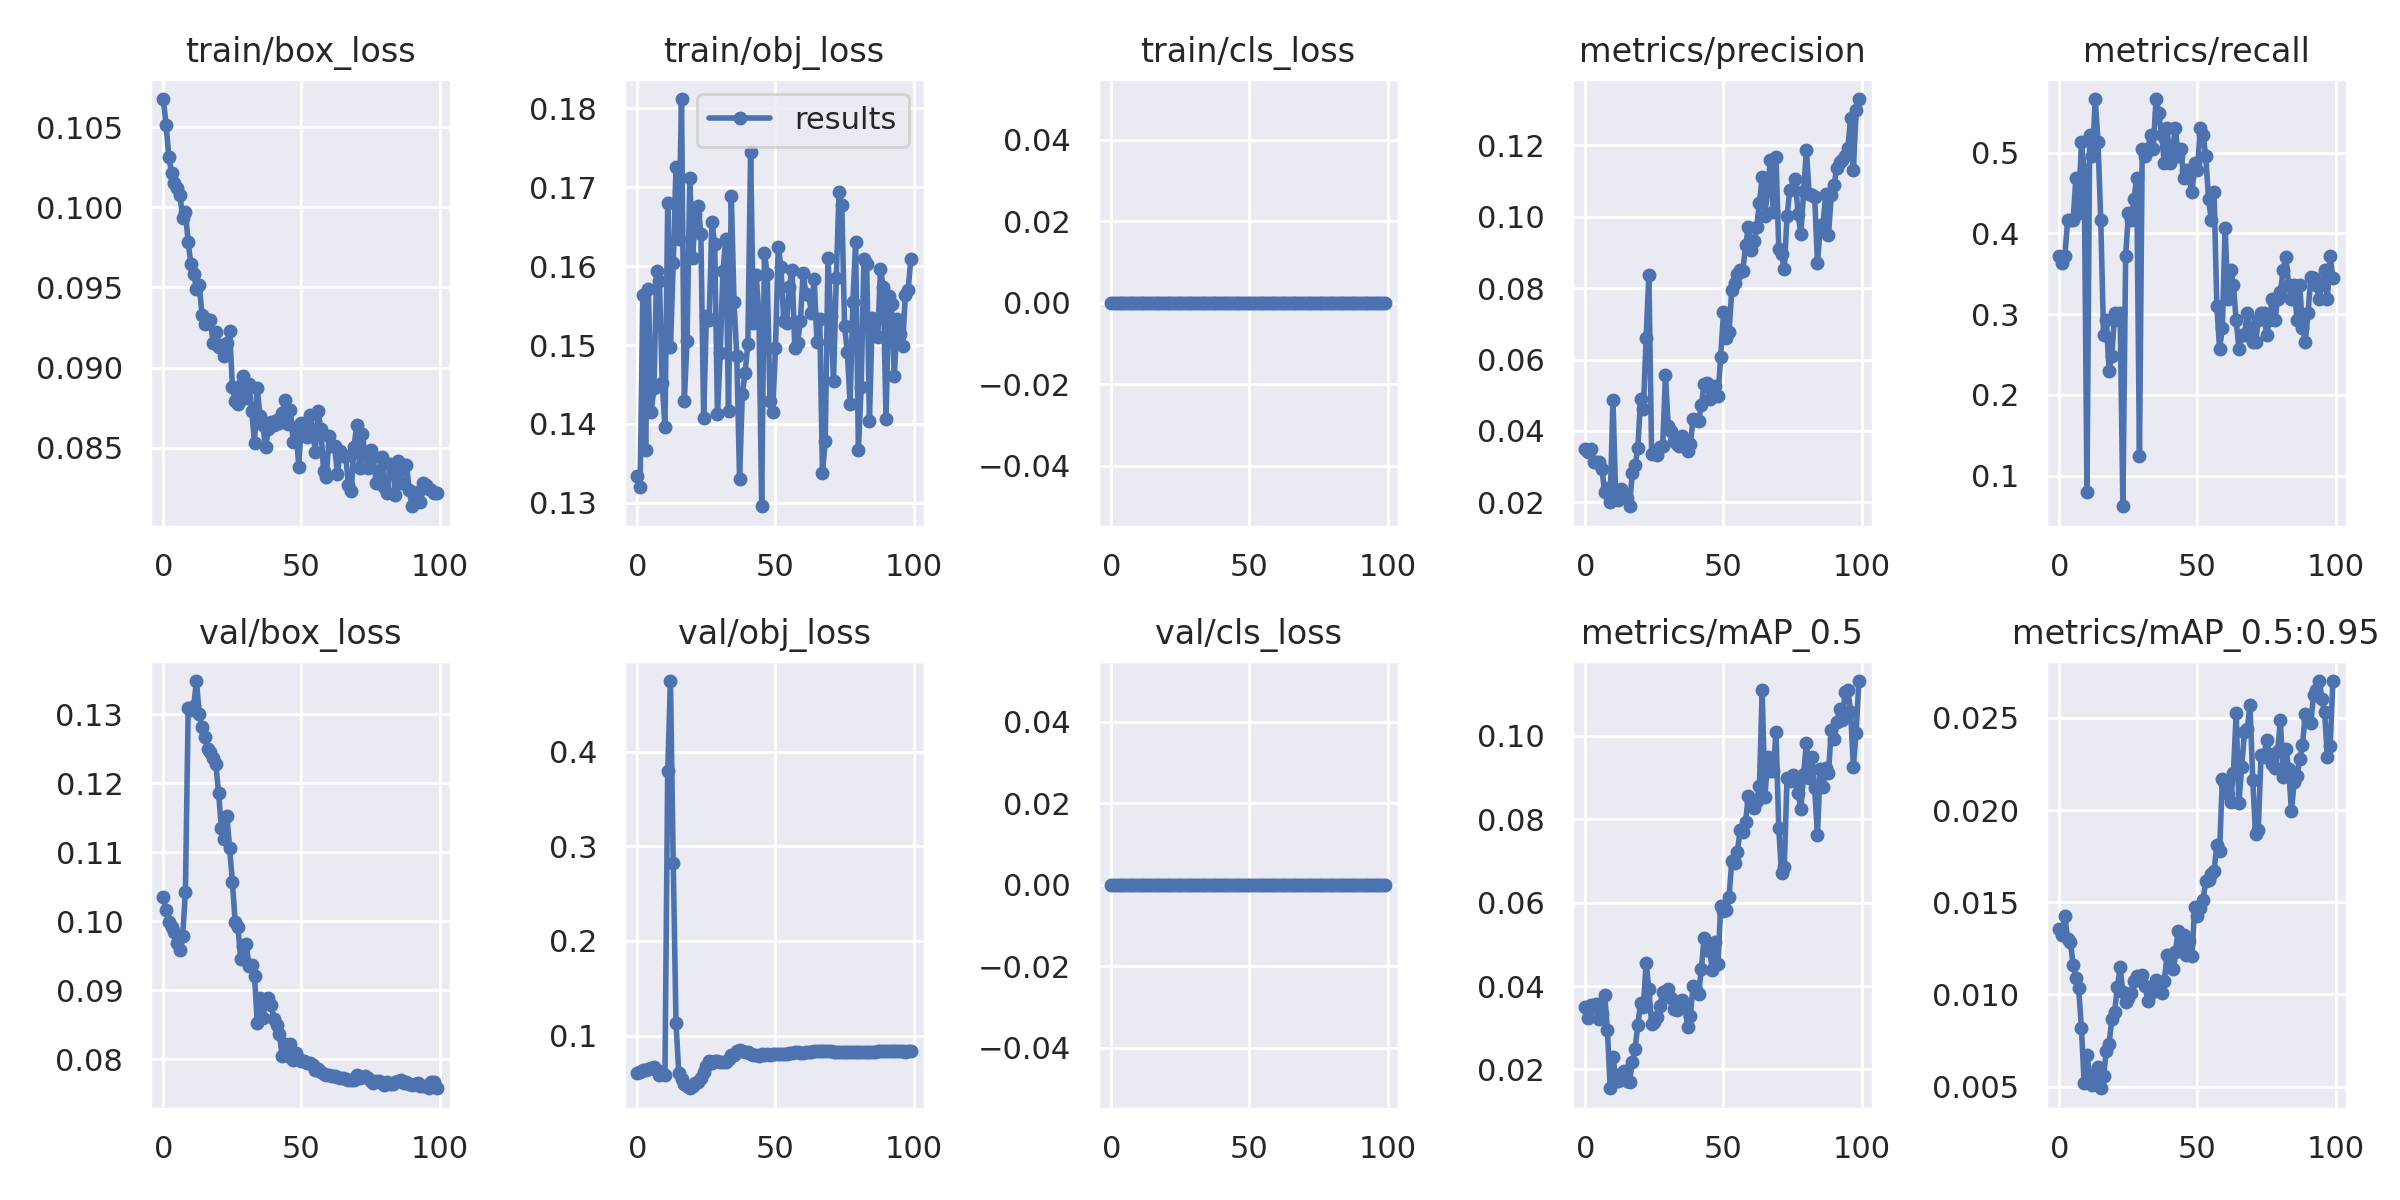 train/box_loss
0.105
0.100
0.095
0.090
0.085
0 50 100
train/obj_loss
results
0.18
0.17
0.16
0.15
0.14
0.13
0 50 100
train/cls_loss
0.04
0.02
0.00
−0.02
−0.04
0 50 100
metrics/precision
0.12
0.10
0.08
0.06
0.04
0.02
0 50 100
metrics/recall
0.5
0.4
0.3
0.2
0.1
0 50 100
val/box_loss
0.13
0.12
0.11
0.10
0.09
0.08
0 50 100
val/obj_loss
0.4
0.3
0.2
0.1
0 50 100
val/cls_loss
0.04
0.02
0.00
−0.02
−0.04
0 50 100
metrics/mAP_0.5
0.10
0.08
0.06
0.04
0.02
0 50 100
metrics/mAP_0.5:0.95
0.025
0.020
0.015
0.010
0.005
0 50 100